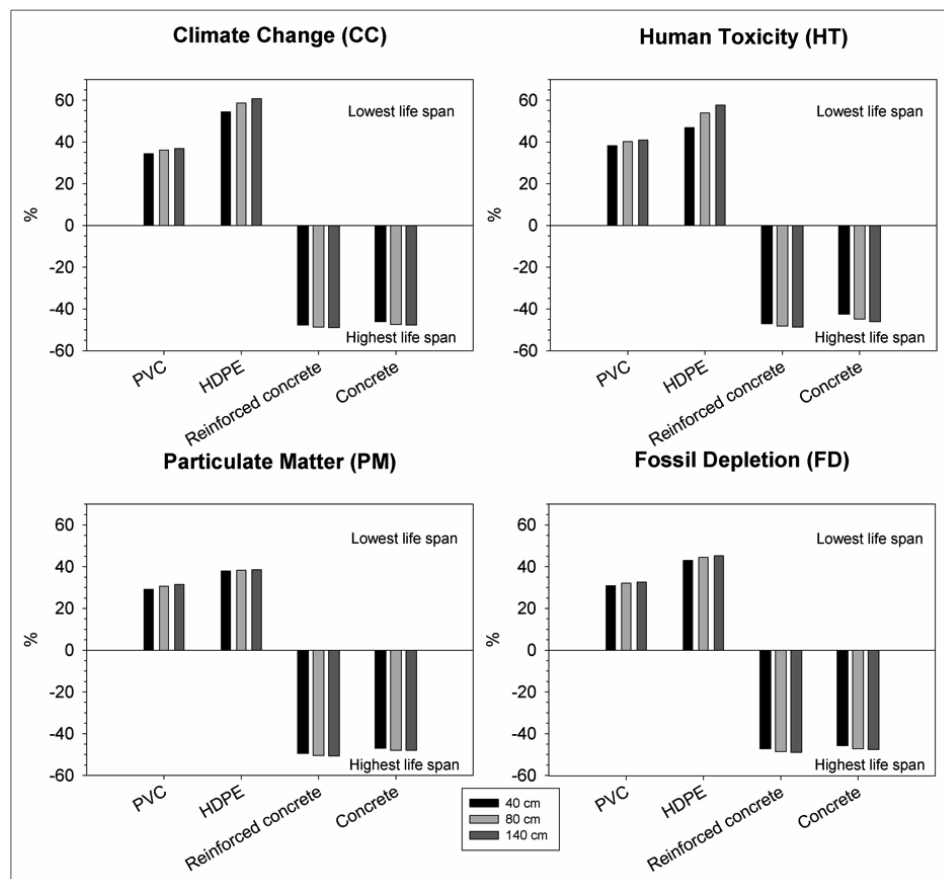 Climate Change (CC)
60
40
20
0
-20
-40
-60
%
Lowest life span
Highest life span
PVC
HDPE
Reinforced concrete
Concrete
Human Toxicity (HT)
60
40
20
0
-20
-40
-60
%
Lowest life span
Highest life span
PVC
HDPE
Reinforced concrete
Concrete
Particulate Matter (PM)
60
40
20
0
-20
-40
-60
%
Lowest life span
Highest life span
PVC
HDPE
Reinforced concrete
Concrete
Fossil Depletion (FD)
60
40
20
0
-20
-40
-60
%
Lowest life span
Highest life span
PVC
HDPE
Reinforced concrete
Concrete
40 cm
80 cm
140 cm